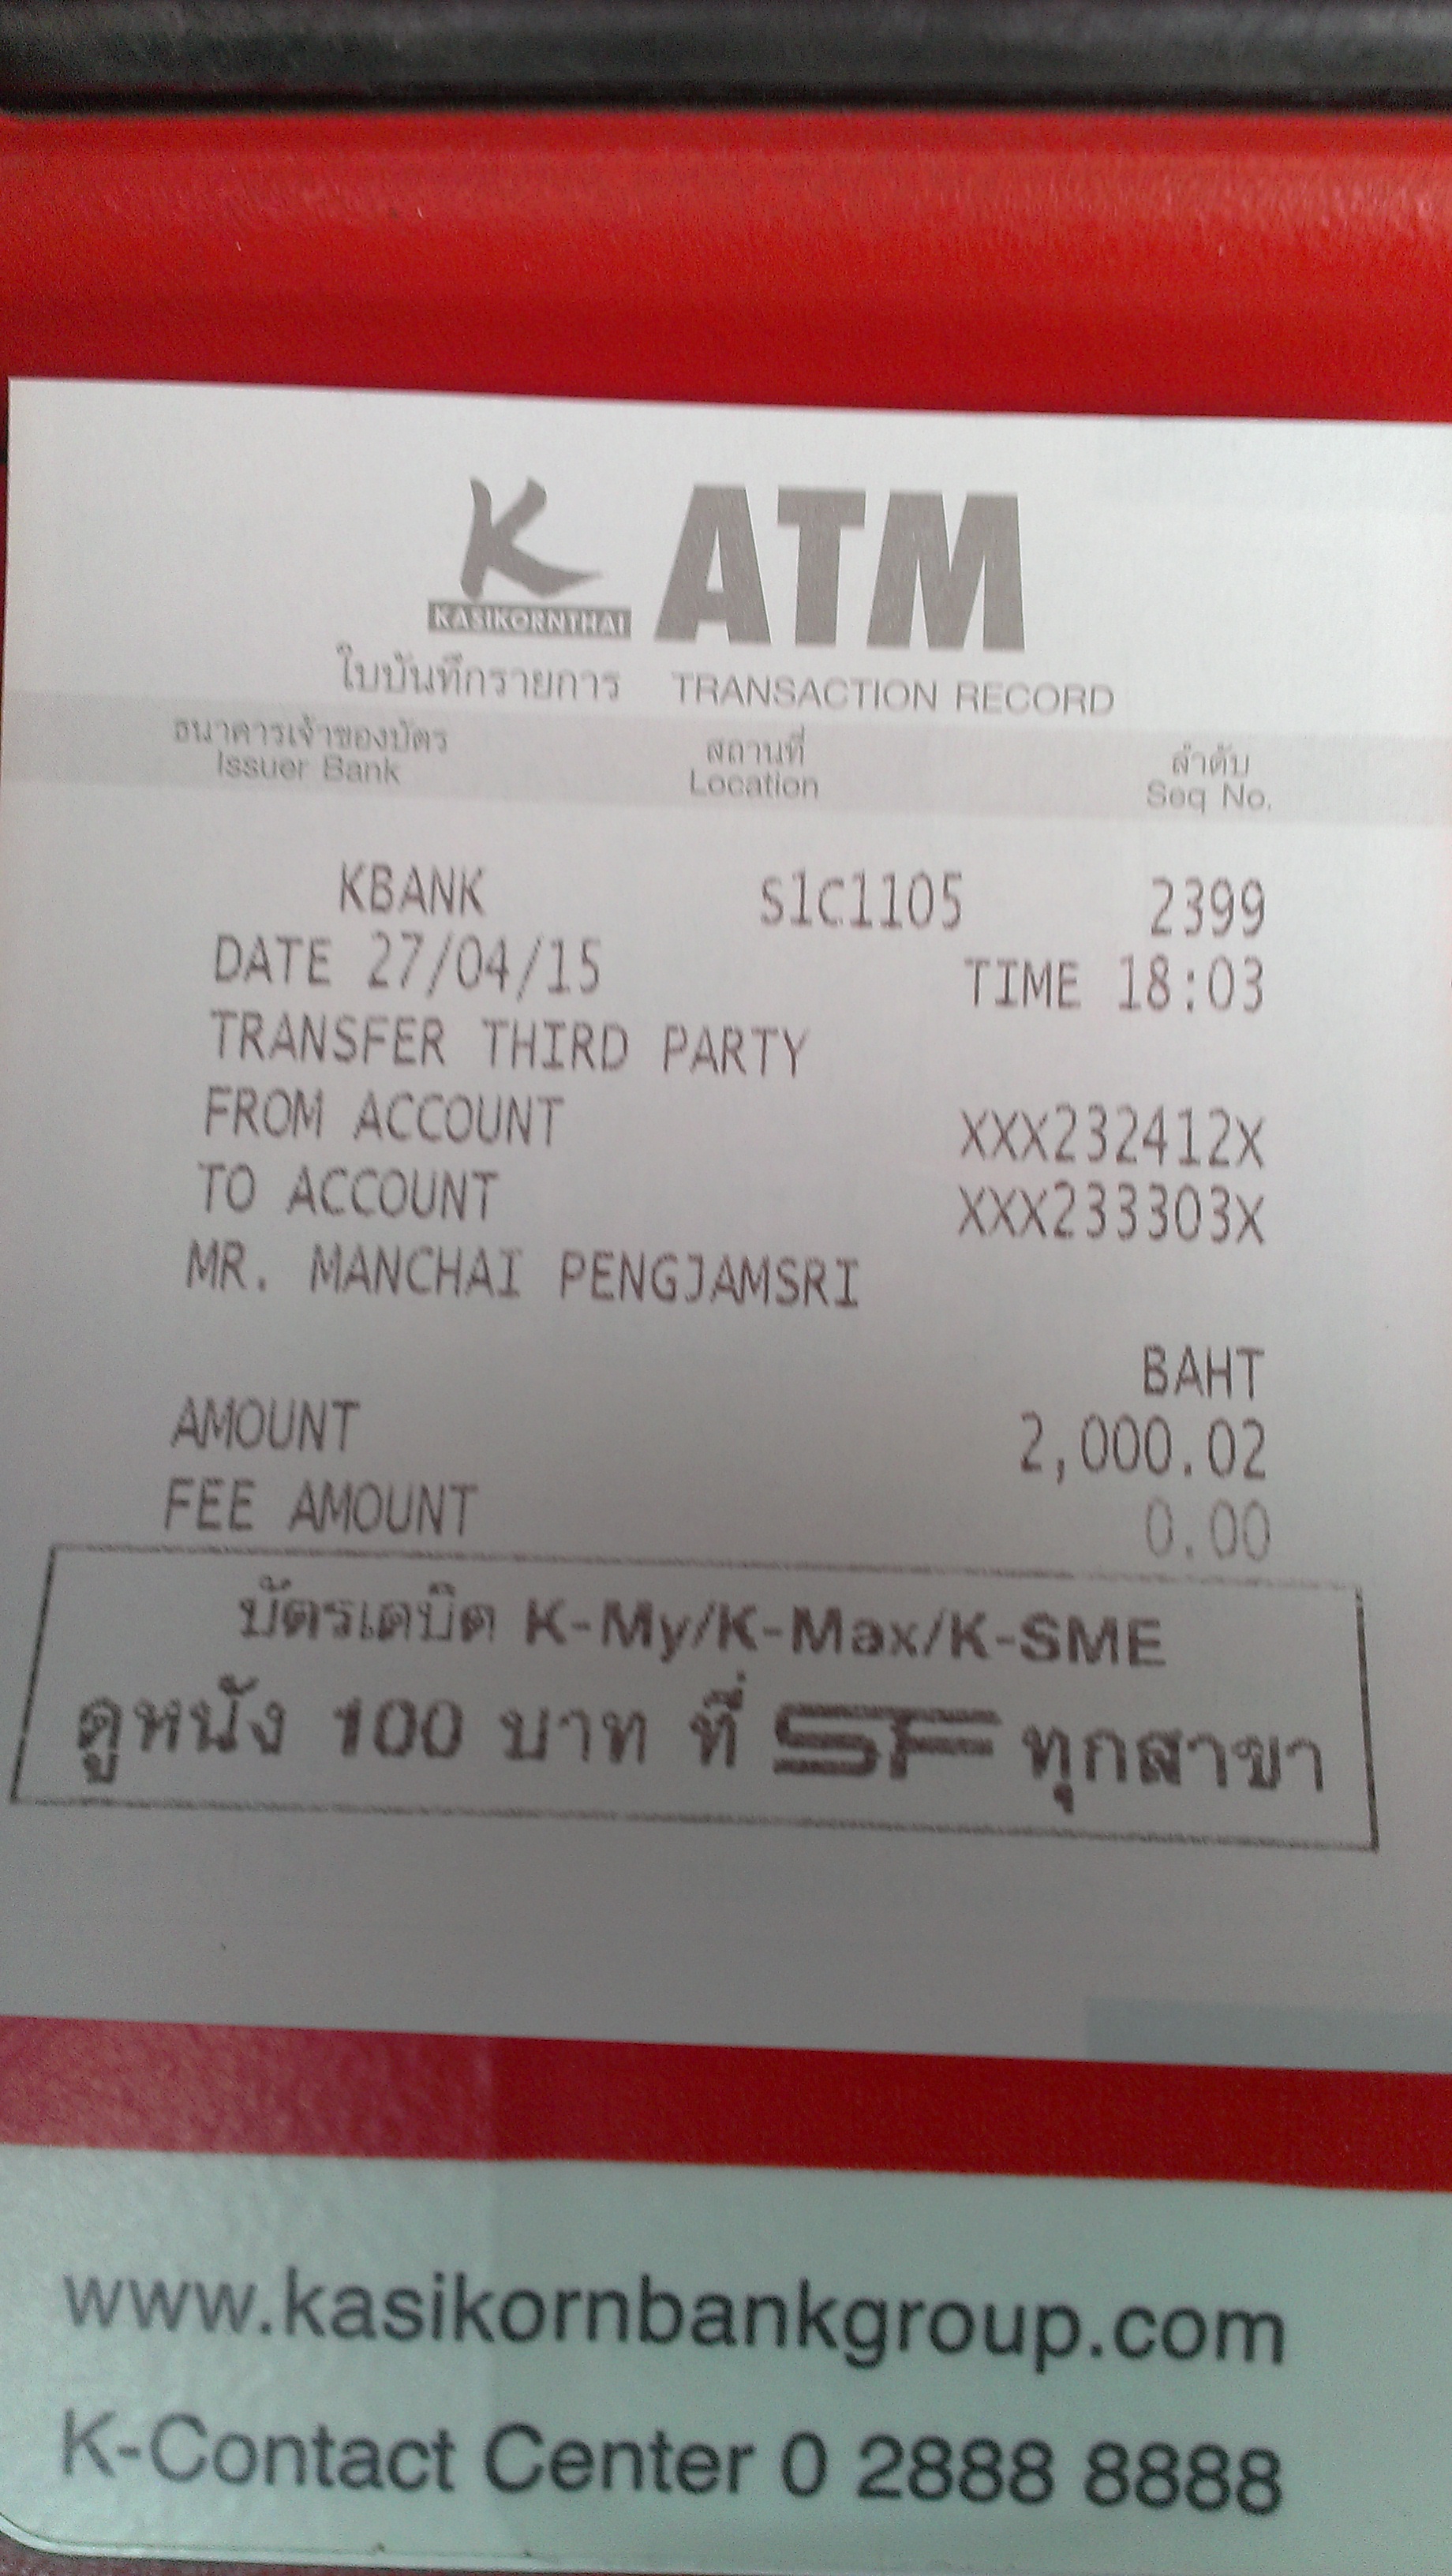 K ATM
KASIKORNTHAI
ใบบันทึกรายการ TRANSACTION RECORD
ธนาคารเจ้าของบัตร สถานที่ ลำดับ
Issuer Bank Location Seq No.
KBANK S1C1105 2399
DATE 27/04/15 TIME 18:03
TRANSFER THIRD PARTY
FROM ACCOUNT XXX232412X
TO ACCOUNT XXX233303X
MR. MANCHAI PENGJAMSRI
BAHT
AMOUNT 2,000.02
FEE AMOUNT 0.00
บัตรเดบิต K-My/K-Max/K-SME
ดูหนัง 100 บาท ที่ SF ทุกสาขา
www.kasikornbankgroup.com
K-Contact Center 0 2888 8888